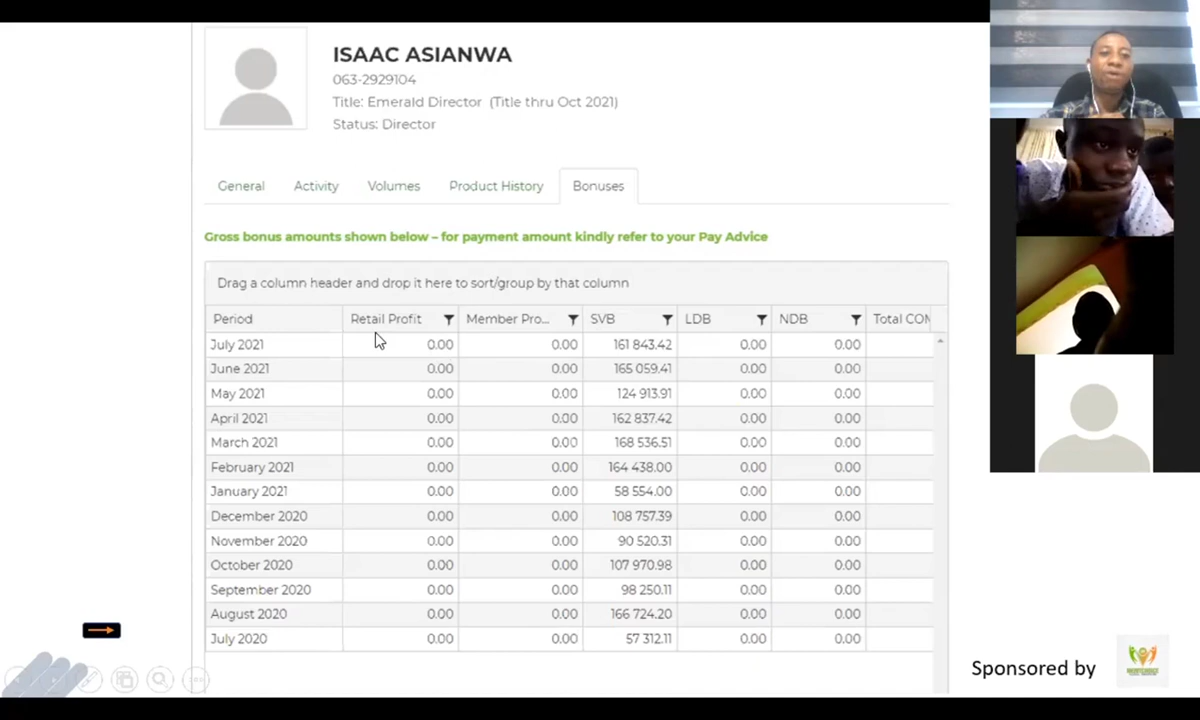 ISAAC ASIANWA
063-2929104
Title: Emerald Director (Title thru Oct 2021)
Status: Director
General Activity Volumes Product History Bonuses
Gross bonus amounts shown below – for payment amount kindly refer to your Pay Advice
Drag a column header and drop it here to sort/group by that column
Period Retail Profit Member Pro... SVB LDB NDB Total COM
July 2021 0.00 0.00 161 843.42 0.00 0.00
June 2021 0.00 0.00 165 059.41 0.00 0.00
May 2021 0.00 0.00 124 913.91 0.00 0.00
April 2021 0.00 0.00 162 837.42 0.00 0.00
March 2021 0.00 0.00 168 536.51 0.00 0.00
February 2021 0.00 0.00 164 438.00 0.00 0.00
January 2021 0.00 0.00 58 554.00 0.00 0.00
December 2020 0.00 0.00 108 757.39 0.00 0.00
November 2020 0.00 0.00 90 520.31 0.00 0.00
October 2020 0.00 0.00 107 970.98 0.00 0.00
September 2020 0.00 0.00 98 250.11 0.00 0.00
August 2020 0.00 0.00 166 724.20 0.00 0.00
July 2020 0.00 0.00 57 312.11 0.00 0.00
Sponsored by